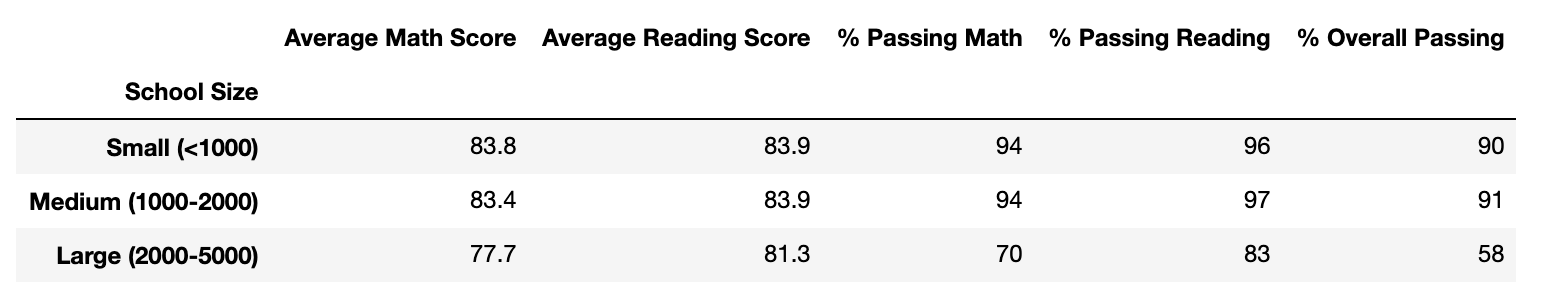 Average Math Score Average Reading Score % Passing Math % Passing Reading % Overall Passing
School Size
Small (<1000) 83.8 83.9 94 96 90
Medium (1000-2000) 83.4 83.9 94 97 91
Large (2000-5000) 77.7 81.3 70 83 58